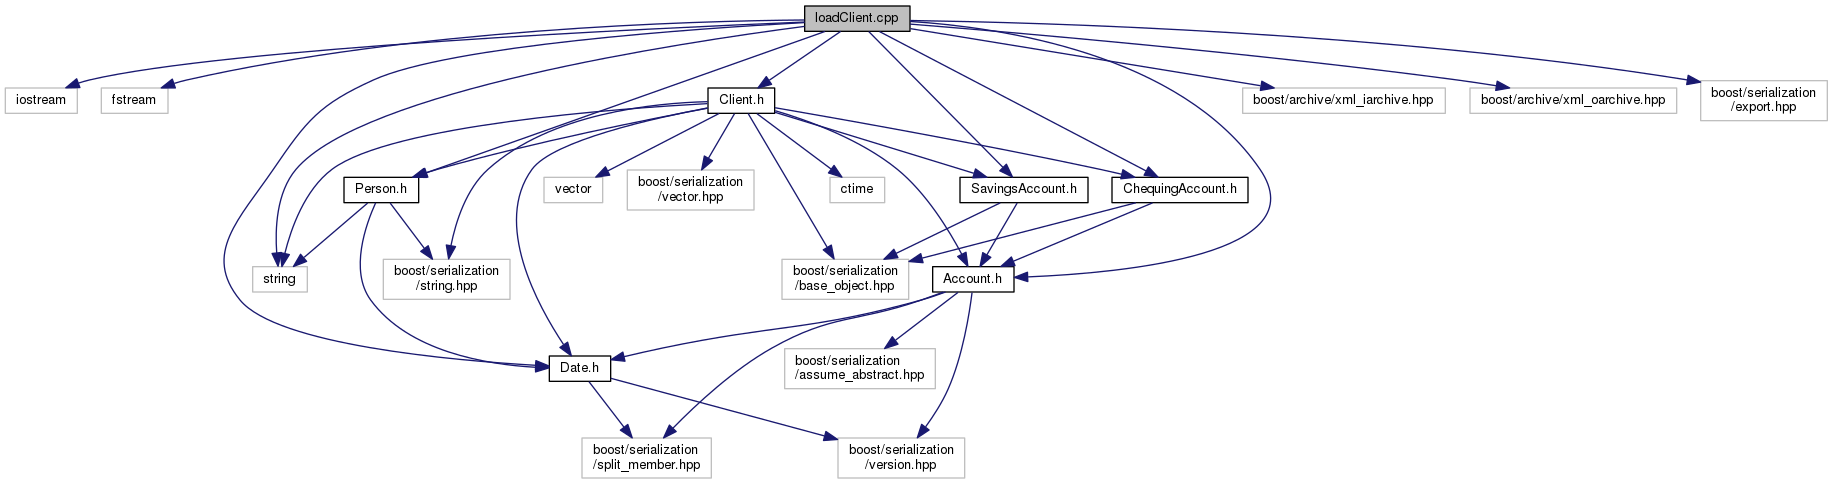 loadClient.cpp
iostream
fstream
Client.h
boost/archive/xml_iarchive.hpp
boost/archive/xml_oarchive.hpp
boost/serialization
/export.hpp
Person.h
vector
boost/serialization
/vector.hpp
ctime
SavingsAccount.h
ChequingAccount.h
string
boost/serialization
/string.hpp
boost/serialization
/base_object.hpp
Account.h
Date.h
boost/serialization
/assume_abstract.hpp
boost/serialization
/split_member.hpp
boost/serialization
/version.hpp